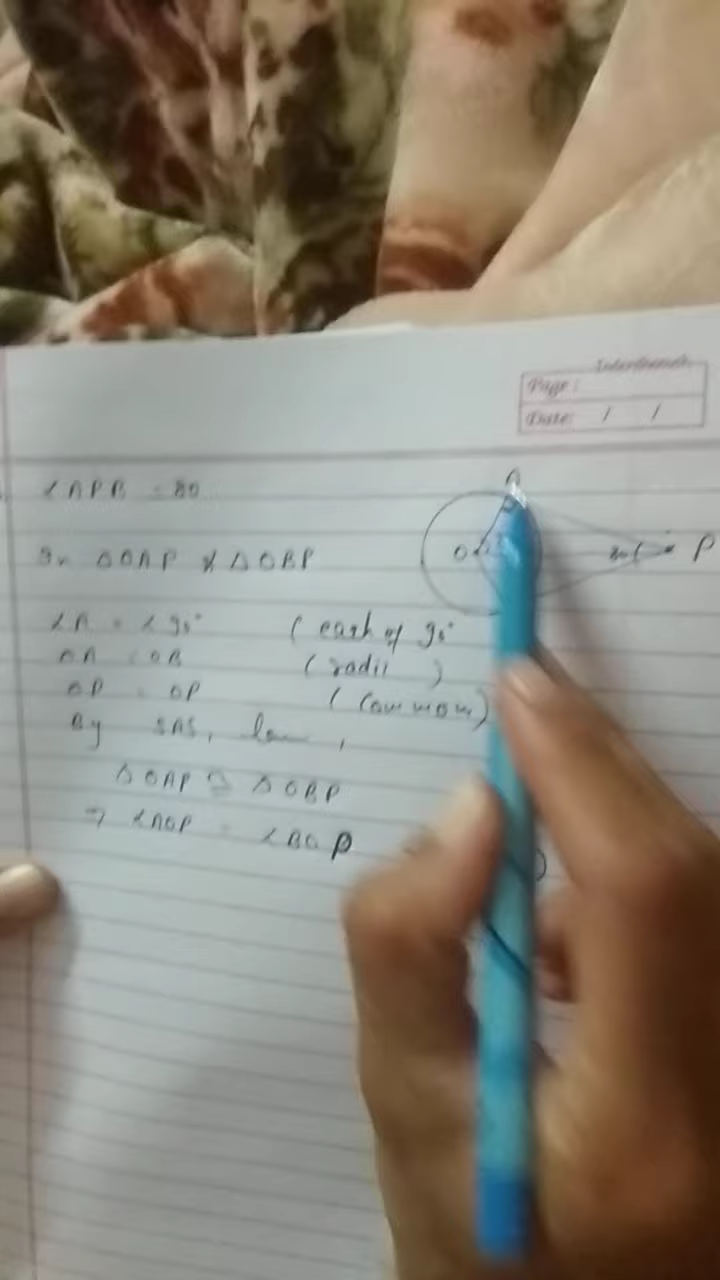 Page :
Date: / /
∠APB = 80
A
O
P
In △OAP & △OBP
∠A = ∠90° (each of 90°
OA = OB (radii )
OP = OP (common)
By SAS, ,
△OAP ≅ △OBP
⇒ ∠AOP = ∠BOP
)